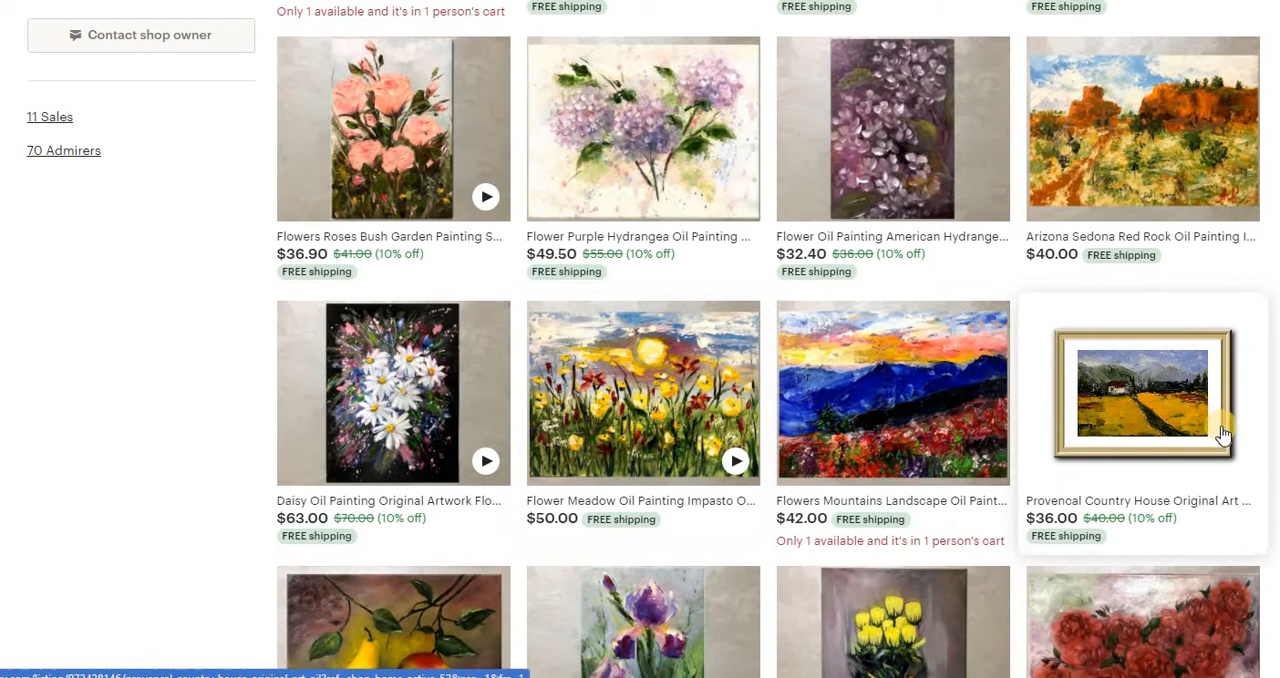 Only 1 available and it's in 1 person's cart
FREE shipping
FREE shipping
FREE shipping
Contact shop owner
11 Sales
70 Admirers
Flowers Roses Bush Garden Painting S...
$36.90 $41.00 (10% off)
FREE shipping
Flower Purple Hydrangea Oil Painting ...
$49.50 $55.00 (10% off)
FREE shipping
Flower Oil Painting American Hydrange...
$32.40 $36.00 (10% off)
FREE shipping
Arizona Sedona Red Rock Oil Painting I...
$40.00 FREE shipping
Daisy Oil Painting Original Artwork Flo...
$63.00 $70.00 (10% off)
FREE shipping
Flower Meadow Oil Painting Impasto O...
$50.00 FREE shipping
Flowers Mountains Landscape Oil Paint...
$42.00 FREE shipping
Only 1 available and it's in 1 person's cart
Provencal Country House Original Art ...
$36.00 $40.00 (10% off)
FREE shipping